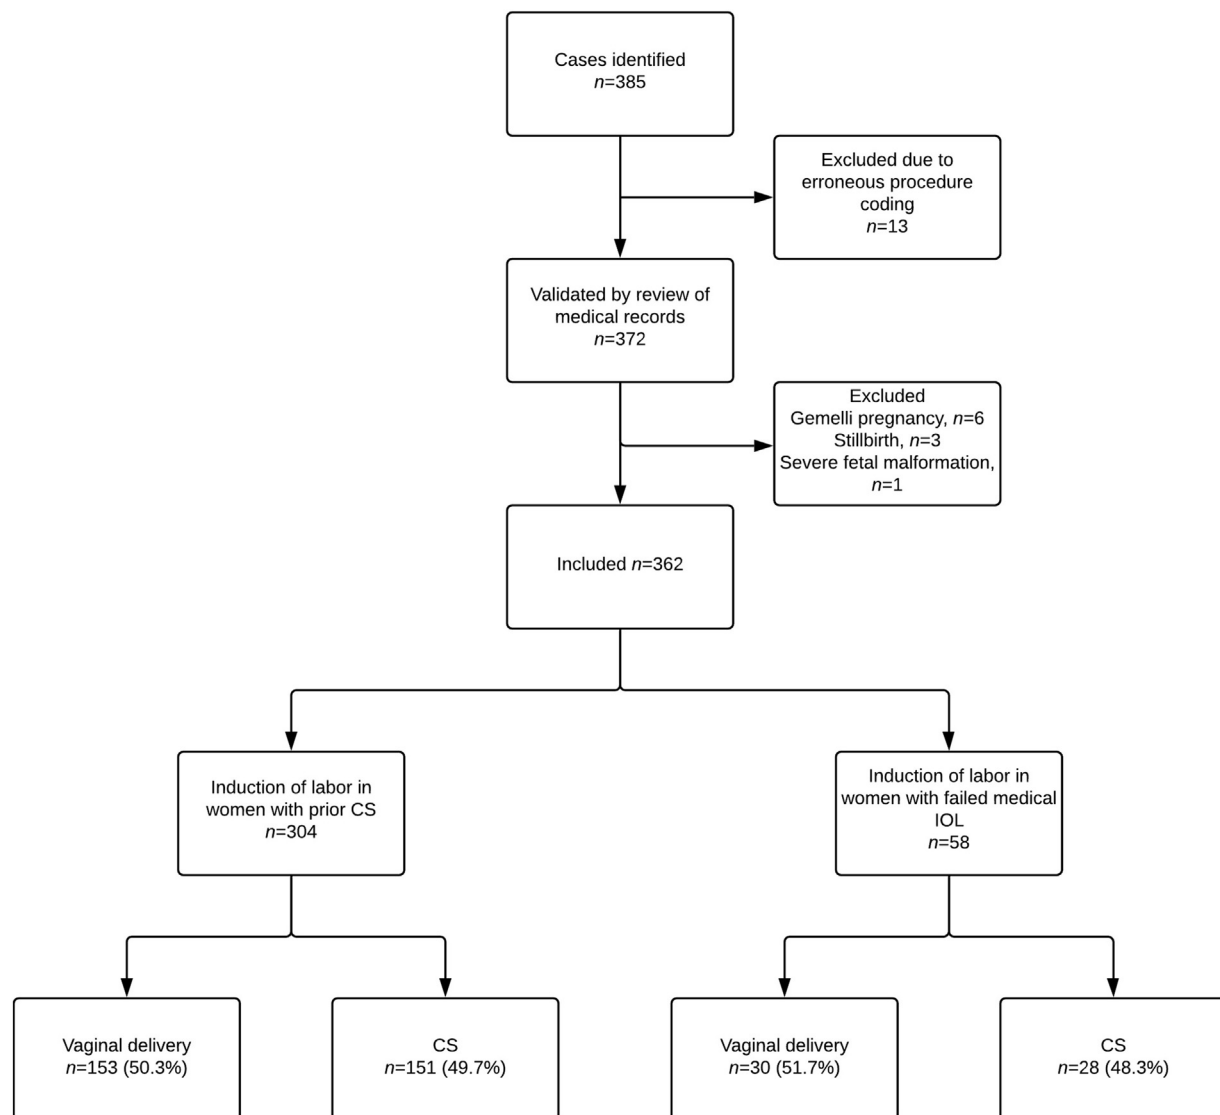 Cases identified
n=385
Excluded due to
erroneous procedure
coding
n=13
Validated by review of
medical records
n=372
Excluded
Gemelli pregnancy, n=6
Stillbirth, n=3
Severe fetal malformation,
n=1
Included n=362
Induction of labor in
women with prior CS
n=304
Induction of labor in
women with failed medical
IOL
n=58
Vaginal delivery
n=153 (50.3%)
CS
n=151 (49.7%)
Vaginal delivery
n=30 (51.7%)
CS
n=28 (48.3%)